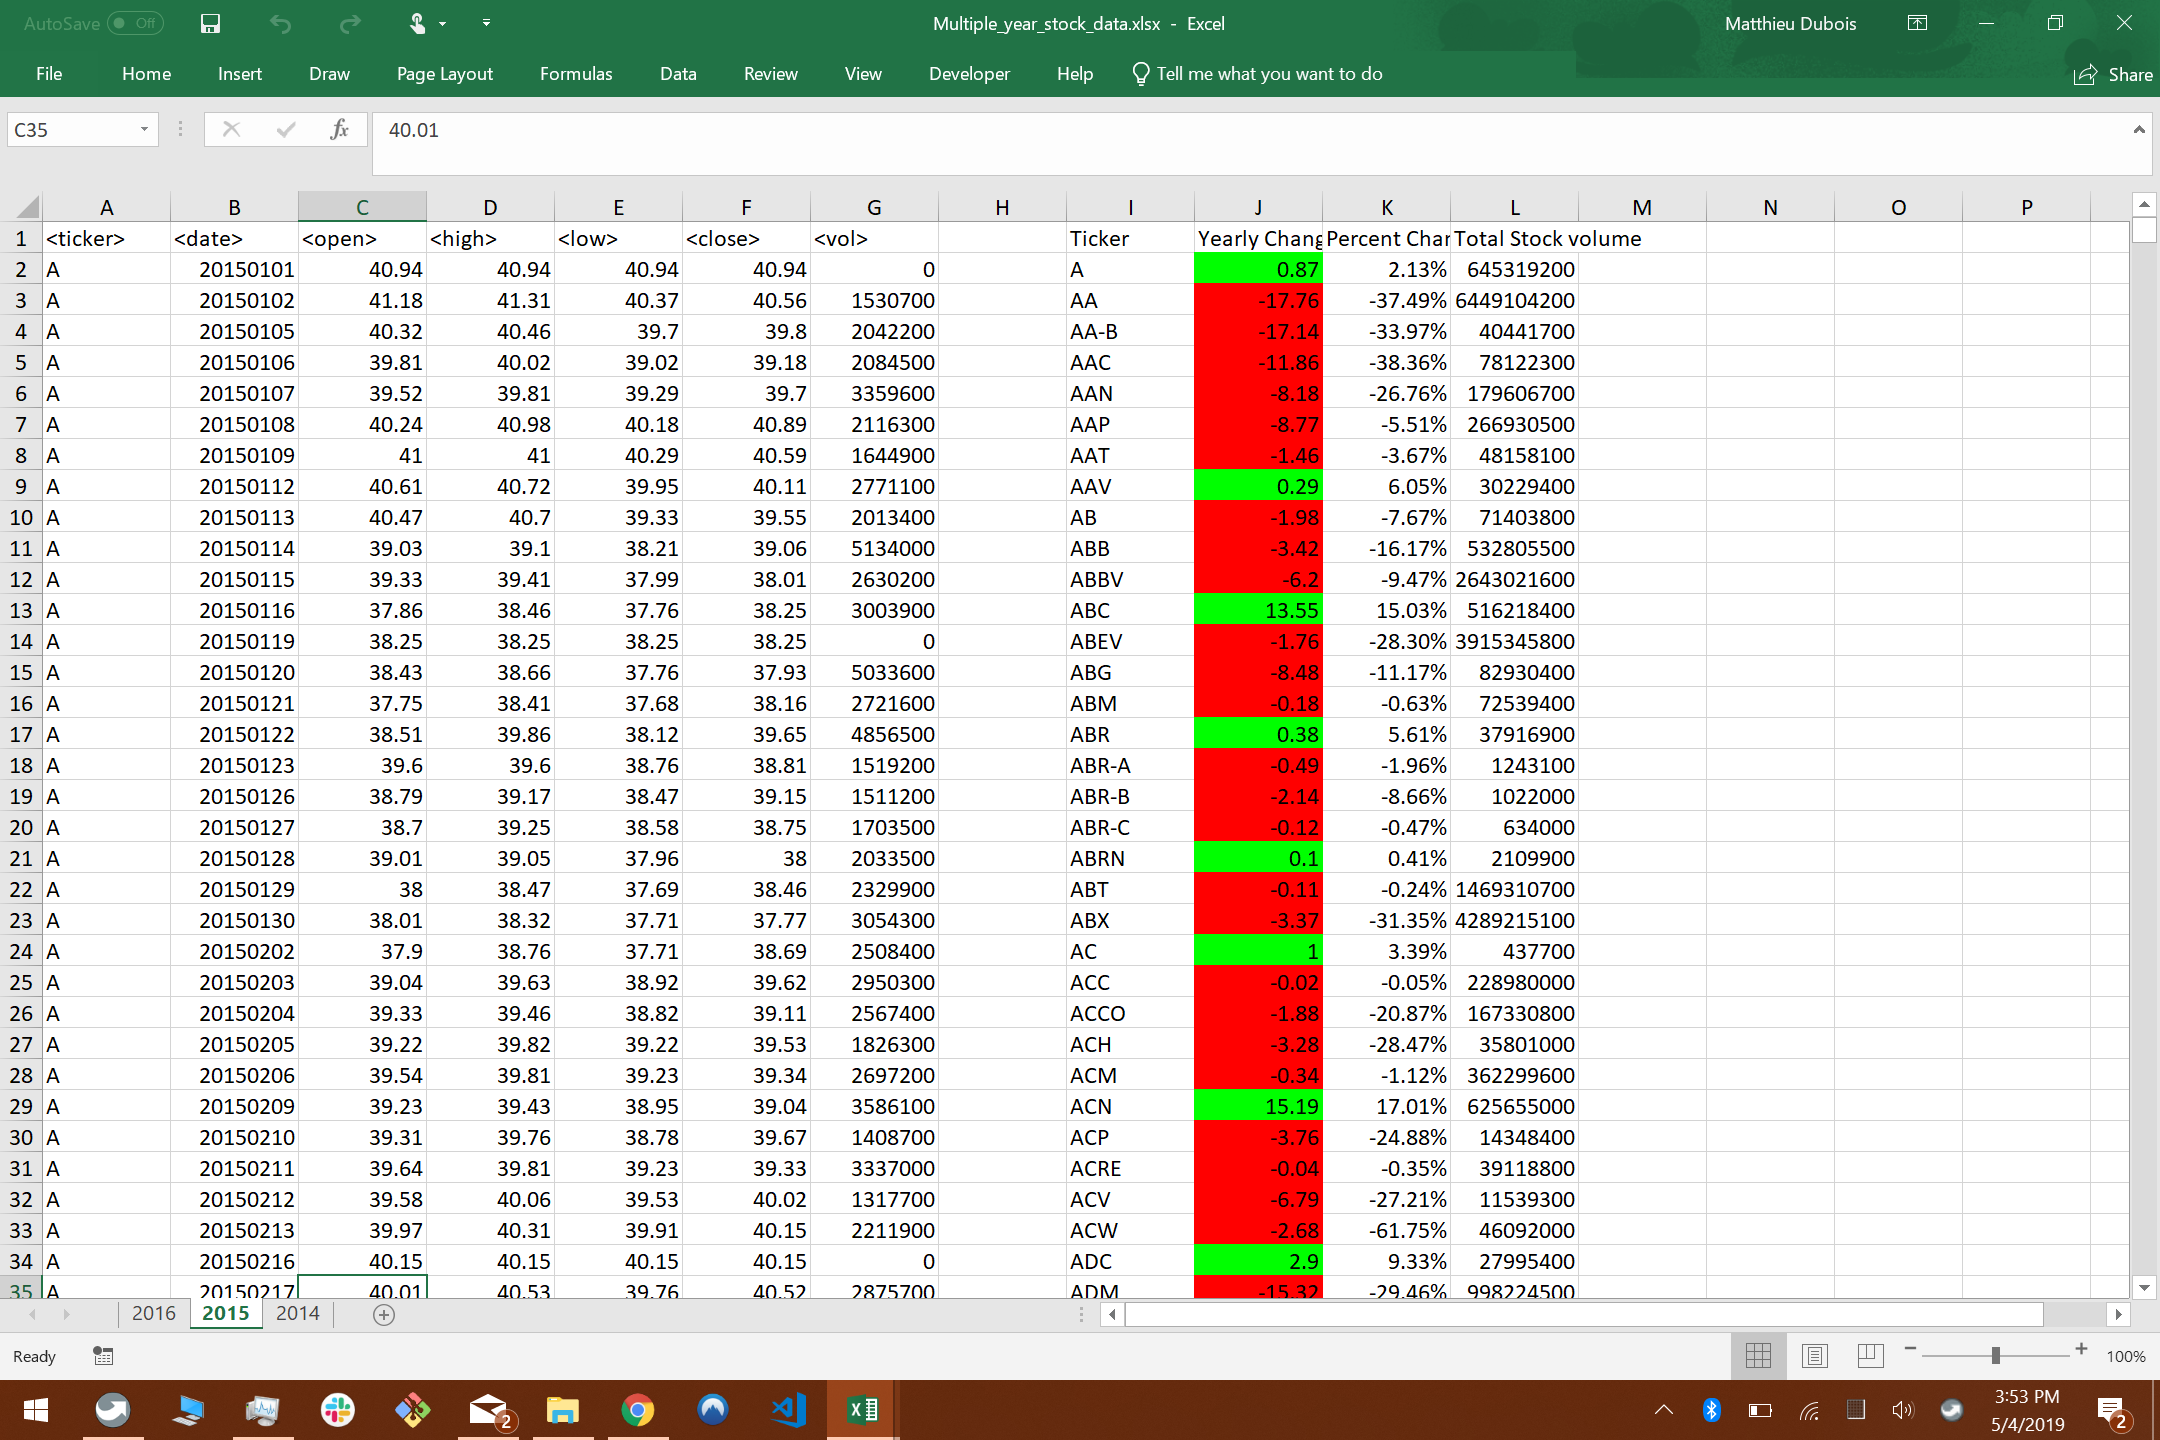 AutoSave Off Multiple_year_stock_data.xlsx - Excel Matthieu Dubois
File Home Insert Draw Page Layout Formulas Data Review View Developer Help Tell me what you want to do Share
C35 fx 40.01
A B C D E F G H I J K L M N O P
1 <ticker> <date> <open> <high> <low> <close> <vol> Ticker Yearly Chang Percent Char Total Stock volume
2 A 20150101 40.94 40.94 40.94 40.94 0 A 0.87 2.13% 645319200
3 A 20150102 41.18 41.31 40.37 40.56 1530700 AA -17.76 -37.49% 6449104200
4 A 20150105 40.32 40.46 39.7 39.8 2042200 AA-B -17.14 -33.97% 40441700
5 A 20150106 39.81 40.02 39.02 39.18 2084500 AAC -11.86 -38.36% 78122300
6 A 20150107 39.52 39.81 39.29 39.7 3359600 AAN -8.18 -26.76% 179606700
7 A 20150108 40.24 40.98 40.18 40.89 2116300 AAP -8.77 -5.51% 266930500
8 A 20150109 41 41 40.29 40.59 1644900 AAT -1.46 -3.67% 48158100
9 A 20150112 40.61 40.72 39.95 40.11 2771100 AAV 0.29 6.05% 30229400
10 A 20150113 40.47 40.7 39.33 39.55 2013400 AB -1.98 -7.67% 71403800
11 A 20150114 39.03 39.1 38.21 39.06 5134000 ABB -3.42 -16.17% 532805500
12 A 20150115 39.33 39.41 37.99 38.01 2630200 ABBV -6.2 -9.47% 2643021600
13 A 20150116 37.86 38.46 37.76 38.25 3003900 ABC 13.55 15.03% 516218400
14 A 20150119 38.25 38.25 38.25 38.25 0 ABEV -1.76 -28.30% 3915345800
15 A 20150120 38.43 38.66 37.76 37.93 5033600 ABG -8.48 -11.17% 82930400
16 A 20150121 37.75 38.41 37.68 38.16 2721600 ABM -0.18 -0.63% 72539400
17 A 20150122 38.51 39.86 38.12 39.65 4856500 ABR 0.38 5.61% 37916900
18 A 20150123 39.6 39.6 38.76 38.81 1519200 ABR-A -0.49 -1.96% 1243100
19 A 20150126 38.79 39.17 38.47 39.15 1511200 ABR-B -2.14 -8.66% 1022000
20 A 20150127 38.7 39.25 38.58 38.75 1703500 ABR-C -0.12 -0.47% 634000
21 A 20150128 39.01 39.05 37.96 38 2033500 ABRN 0.1 0.41% 2109900
22 A 20150129 38 38.47 37.69 38.46 2329900 ABT -0.11 -0.24% 1469310700
23 A 20150130 38.01 38.32 37.71 37.77 3054300 ABX -3.37 -31.35% 4289215100
24 A 20150202 37.9 38.76 37.71 38.69 2508400 AC 1 3.39% 437700
25 A 20150203 39.04 39.63 38.92 39.62 2950300 ACC -0.02 -0.05% 228980000
26 A 20150204 39.33 39.46 38.82 39.11 2567400 ACCO -1.88 -20.87% 167330800
27 A 20150205 39.22 39.82 39.22 39.53 1826300 ACH -3.28 -28.47% 35801000
28 A 20150206 39.54 39.81 39.23 39.34 2697200 ACM -0.34 -1.12% 362299600
29 A 20150209 39.23 39.43 38.95 39.04 3586100 ACN 15.19 17.01% 625655000
30 A 20150210 39.31 39.76 38.78 39.67 1408700 ACP -3.76 -24.88% 14348400
31 A 20150211 39.64 39.81 39.23 39.33 3337000 ACRE -0.04 -0.35% 39118800
32 A 20150212 39.58 40.06 39.53 40.02 1317700 ACV -6.79 -27.21% 11539300
33 A 20150213 39.97 40.31 39.91 40.15 2211900 ACW -2.68 -61.75% 46092000
34 A 20150216 40.15 40.15 40.15 40.15 0 ADC 2.9 9.33% 27995400
35 A 20150217 40.01 40.53 39.76 40.52 2875700 ADM -15.32 -29.46% 998224500
2016 2015 2014
Ready 100%
2 3:53 PM
5/4/2019 2